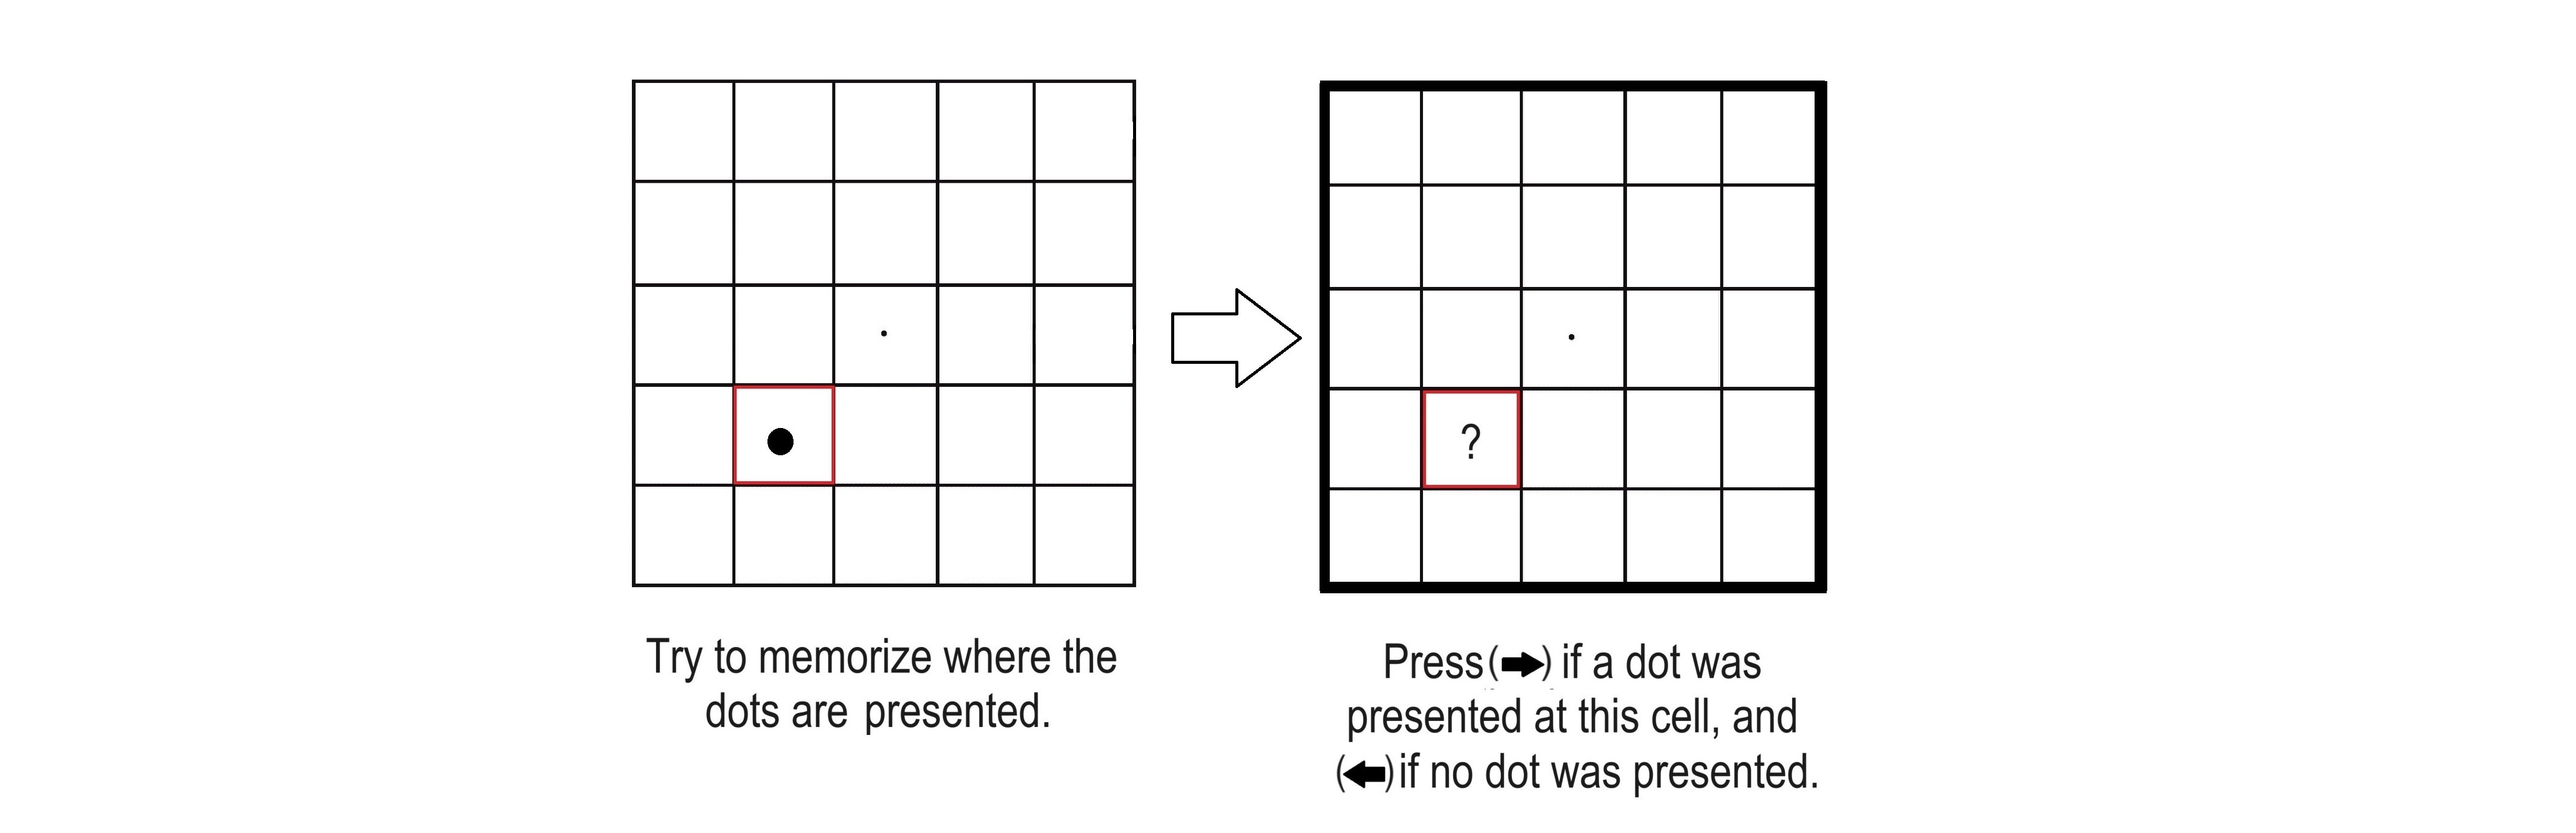 ?
Try to memorize where the
dots are presented.
Press (➡) if a dot was
presented at this cell, and
(⬅) if no dot was presented.